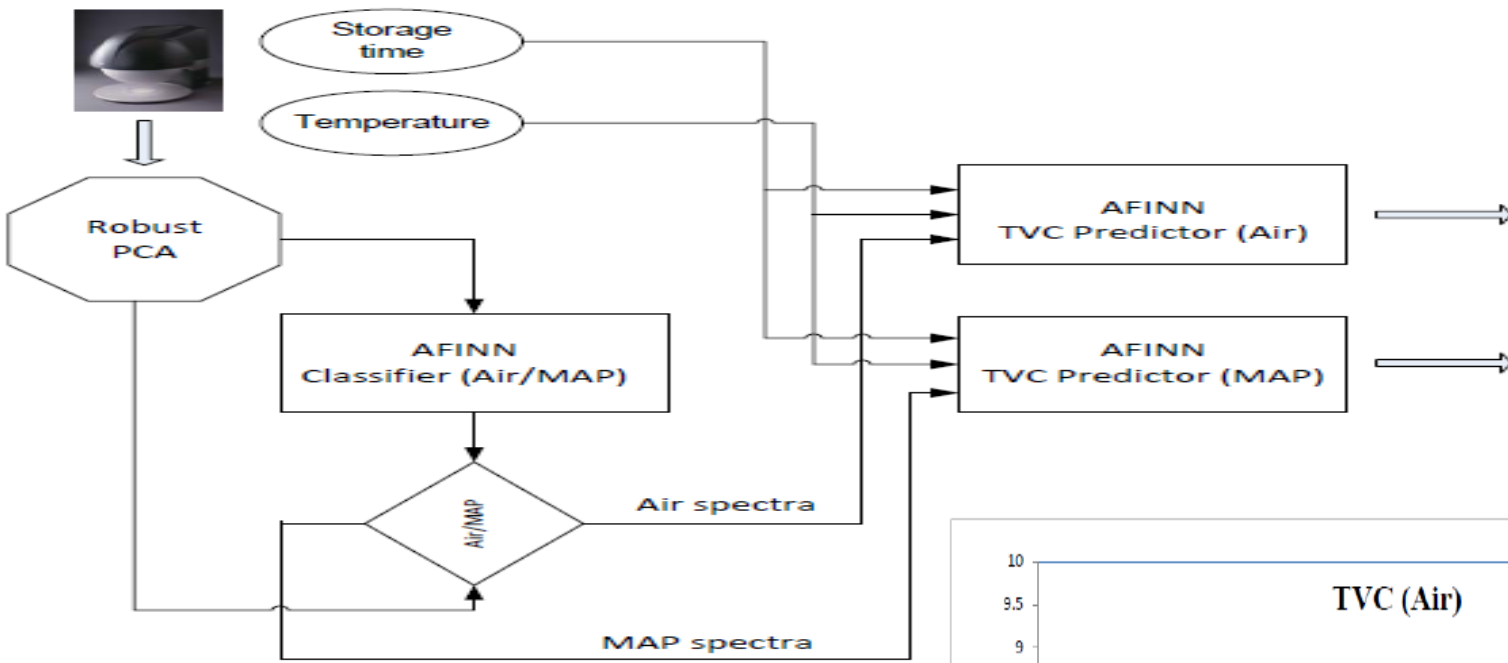 Storage
time
Temperature
Robust
PCA
AFINN
TVC Predictor (Air)
AFINN
Classifier (Air/MAP)
AFINN
TVC Predictor (MAP)
Air/MAP
Air spectra
MAP spectra
TVC (Air)
10
9.5
9